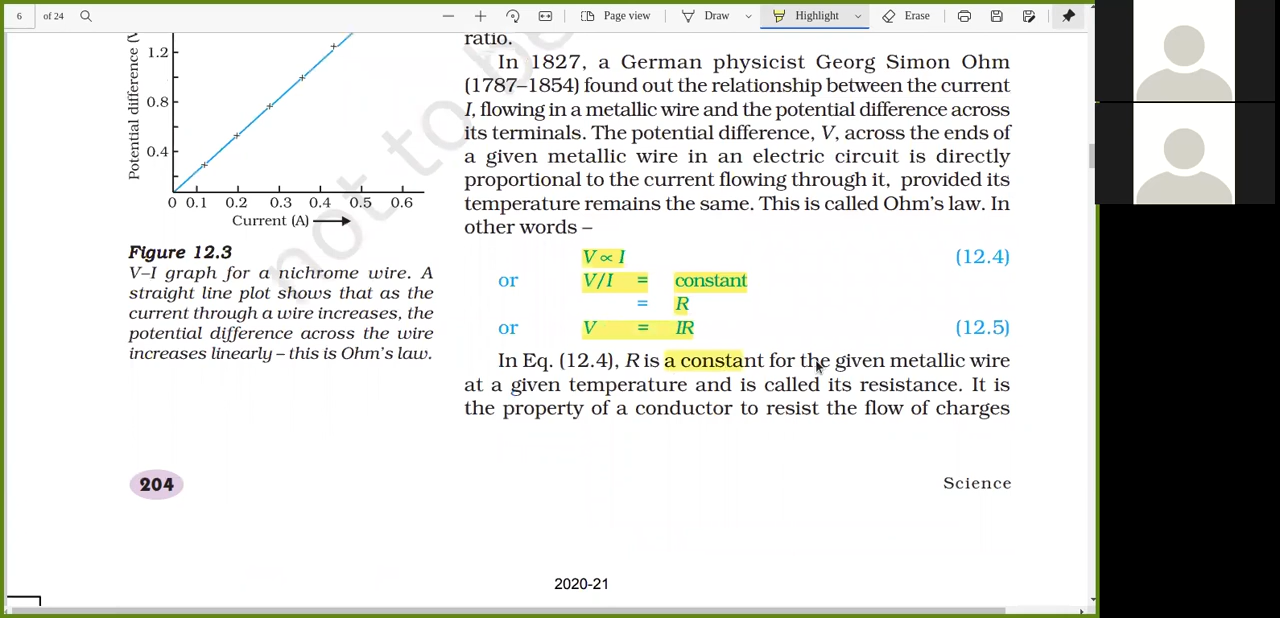 6 of 24 Page view Draw Highlight Erase
Potential difference (V
1.2
0.8
0.4
0 0.1 0.2 0.3 0.4 0.5 0.6
Current (A)
Figure 12.3
V–I graph for a nichrome wire. A
straight line plot shows that as the
current through a wire increases, the
potential difference across the wire
increases linearly – this is Ohm's law.
204
ratio.
In 1827, a German physicist Georg Simon Ohm
(1787–1854) found out the relationship between the current
I, flowing in a metallic wire and the potential difference across
its terminals. The potential difference, V, across the ends of
a given metallic wire in an electric circuit is directly
proportional to the current flowing through it, provided its
temperature remains the same. This is called Ohm's law. In
other words –
V ∝ I (12.4)
or V/I = constant
= R
or V = IR (12.5)
In Eq. (12.4), R is a constant for the given metallic wire
at a given temperature and is called its resistance. It is
the property of a conductor to resist the flow of charges
Science
2020-21
not to be